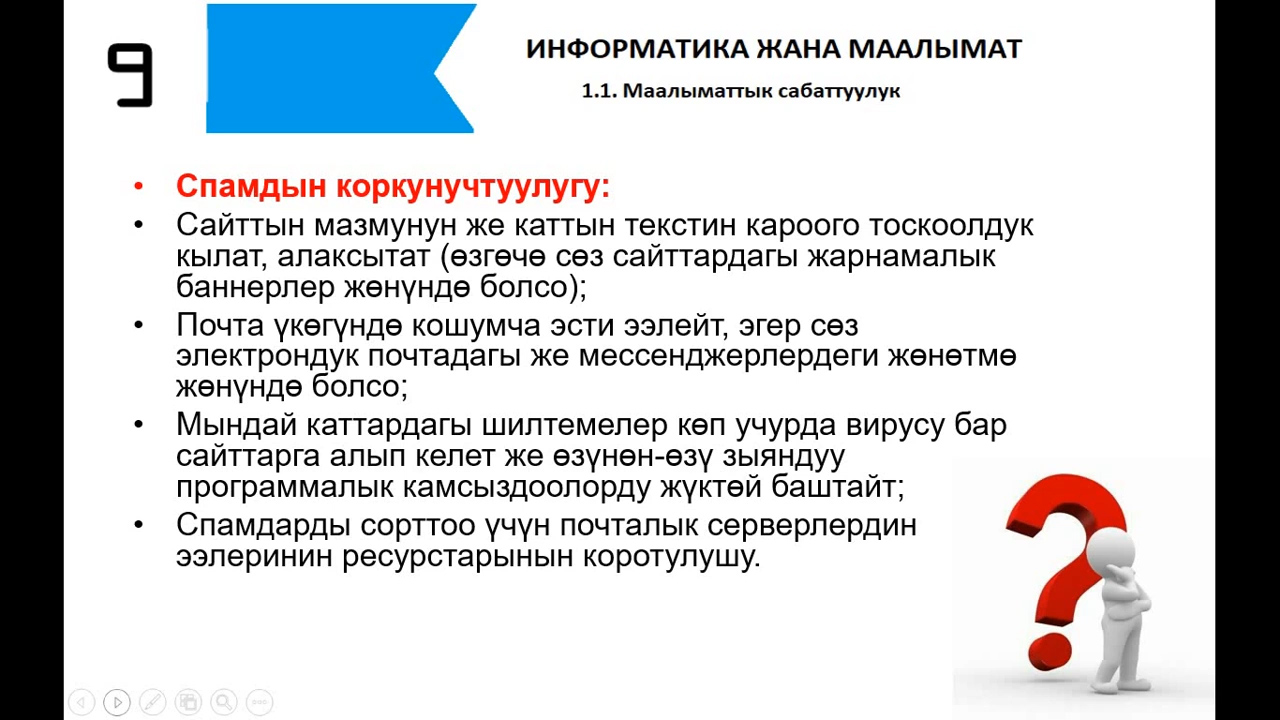 9
ИНФОРМАТИКА ЖАНА МААЛЫМАТ
1.1. Маалыматтык сабаттуулук
• Спамдын коркунучтуулугу:
• Сайттын мазмунун же каттын текстин кароого тоскоолдук
кылат, алаксытат (өзгөчө сөз сайттардагы жарнамалык
баннерлер жөнүндө болсо);
• Почта үкөгүндө кошумча эсти ээлейт, эгер сөз
электрондук почтадагы же мессенджерлердеги жөнөтмө
жөнүндө болсо;
• Мындай каттардагы шилтемелер көп учурда вирусу бар
сайттарга алып келет же өзүнөн-өзү зыяндуу
программалык камсыздоолорду жүктөй баштайт;
• Спамдарды сорттоо үчүн почталык серверлердин
ээлеринин ресурстарынын коротулушу.